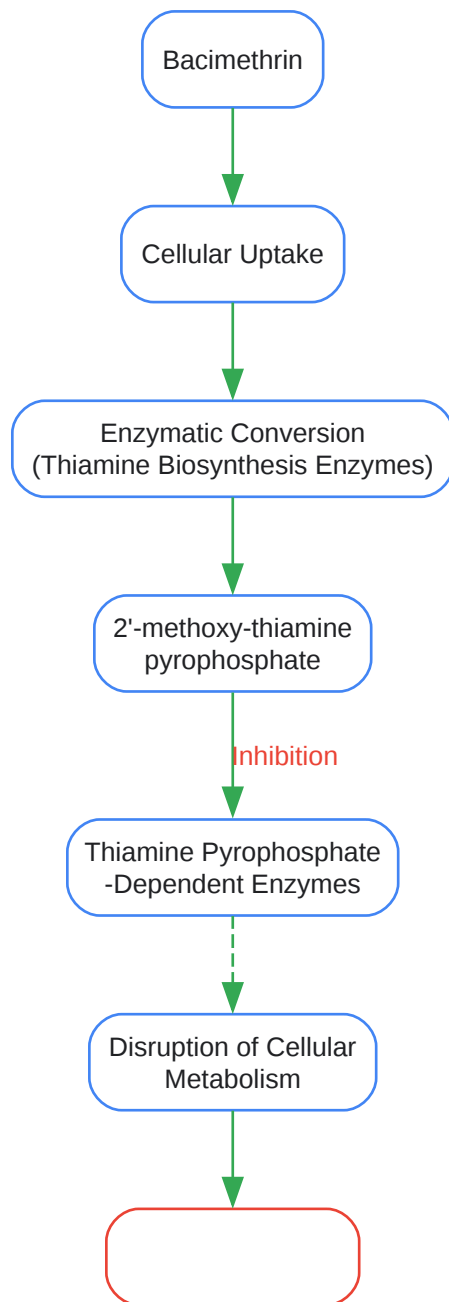 Bacimethrin
Cellular Uptake
Enzymatic Conversion
(Thiamine Biosynthesis Enzymes)
2'-methoxy-thiamine
pyrophosphate
Inhibition
Thiamine Pyrophosphate
-Dependent Enzymes
Disruption of Cellular
Metabolism